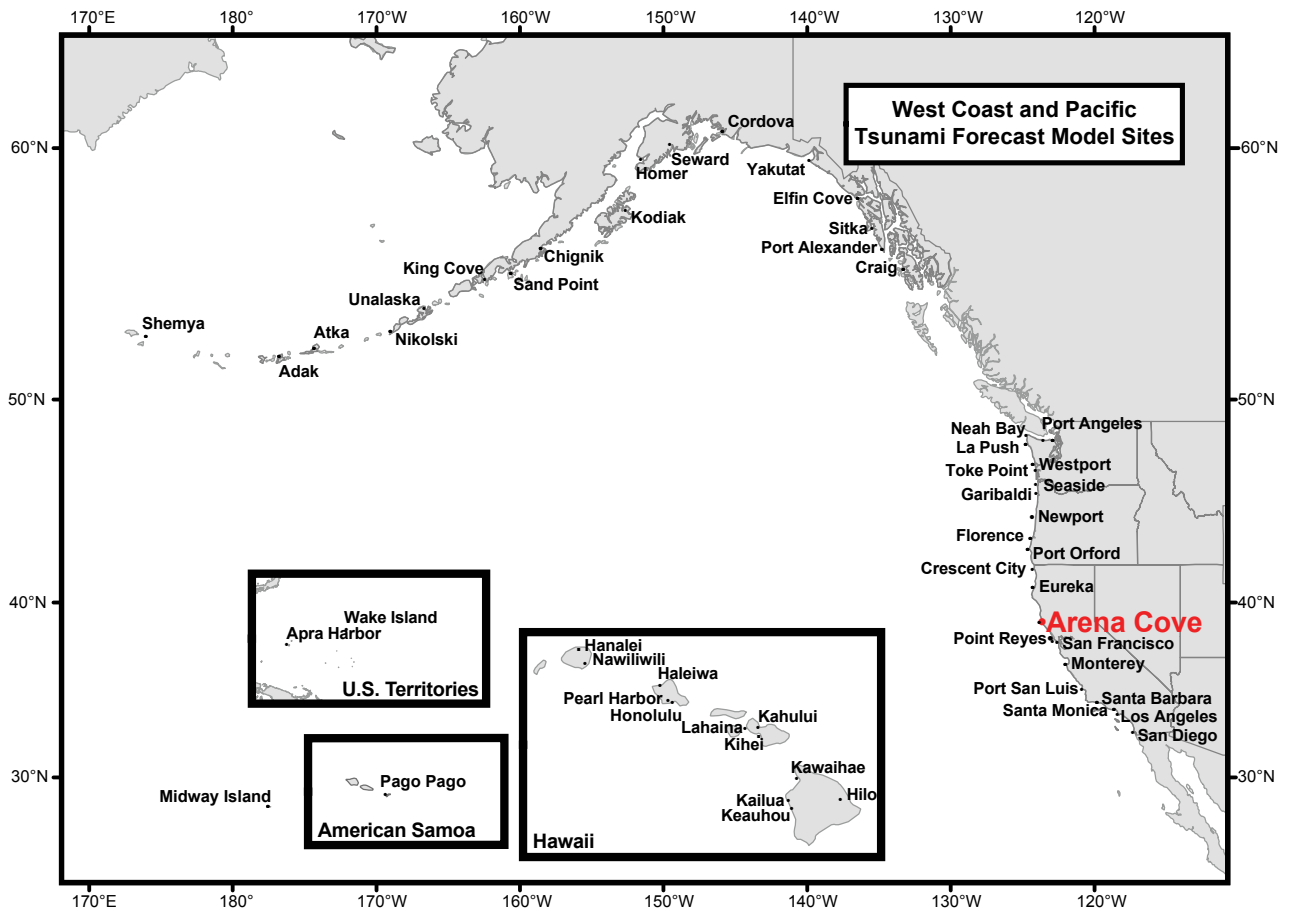 170°E 180° 170°W 160°W 150°W 140°W 130°W 120°W
West Coast and Pacific
Tsunami Forecast Model Sites
60°N 60°N
Cordova
Seward
Homer
Yakutat
Kodiak
Elfin Cove
Sitka
Port Alexander
Craig
Chignik
King Cove
Sand Point
Unalaska
Nikolski
Shemya
Atka
Adak
50°N 50°N
Neah Bay
Port Angeles
La Push
Westport
Toke Point
Seaside
Garibaldi
Newport
Florence
Port Orford
Crescent City
Eureka
40°N 40°N
Arena Cove
Point Reyes
San Francisco
Monterey
Port San Luis
Santa Barbara
Santa Monica
Los Angeles
San Diego
Wake Island
Apra Harbor
U.S. Territories
Hanalei
Nawiliwili
Haleiwa
Pearl Harbor
Honolulu
Lahaina
Kahului
Kihei
Kawaihae
Kailua
Hilo
Keauhou
Hawaii
30°N 30°N
Midway Island
Pago Pago
American Samoa
170°E 180° 170°W 160°W 150°W 140°W 130°W 120°W